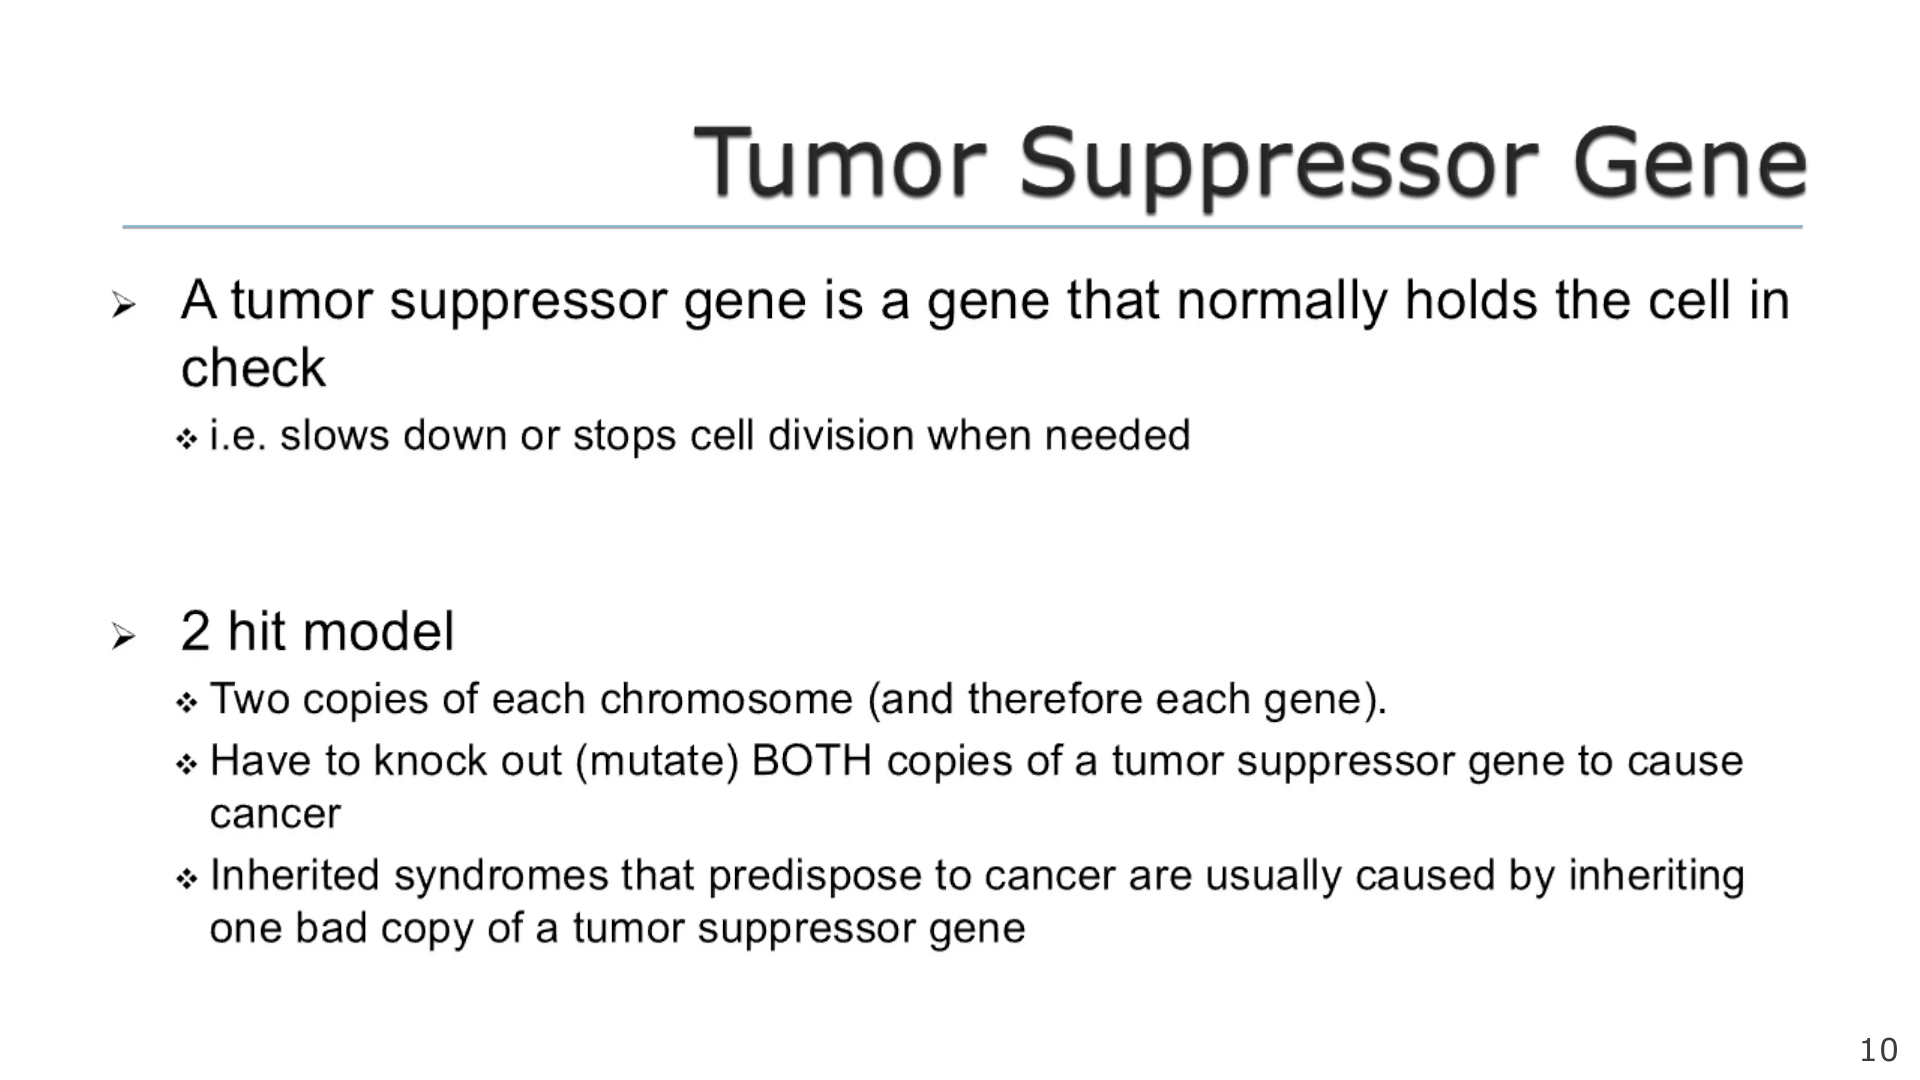 Tumor Suppressor Gene
➢ A tumor suppressor gene is a gene that normally holds the cell in
check
❖ i.e. slows down or stops cell division when needed
➢ 2 hit model
❖ Two copies of each chromosome (and therefore each gene).
❖ Have to knock out (mutate) BOTH copies of a tumor suppressor gene to cause
cancer
❖ Inherited syndromes that predispose to cancer are usually caused by inheriting
one bad copy of a tumor suppressor gene
10